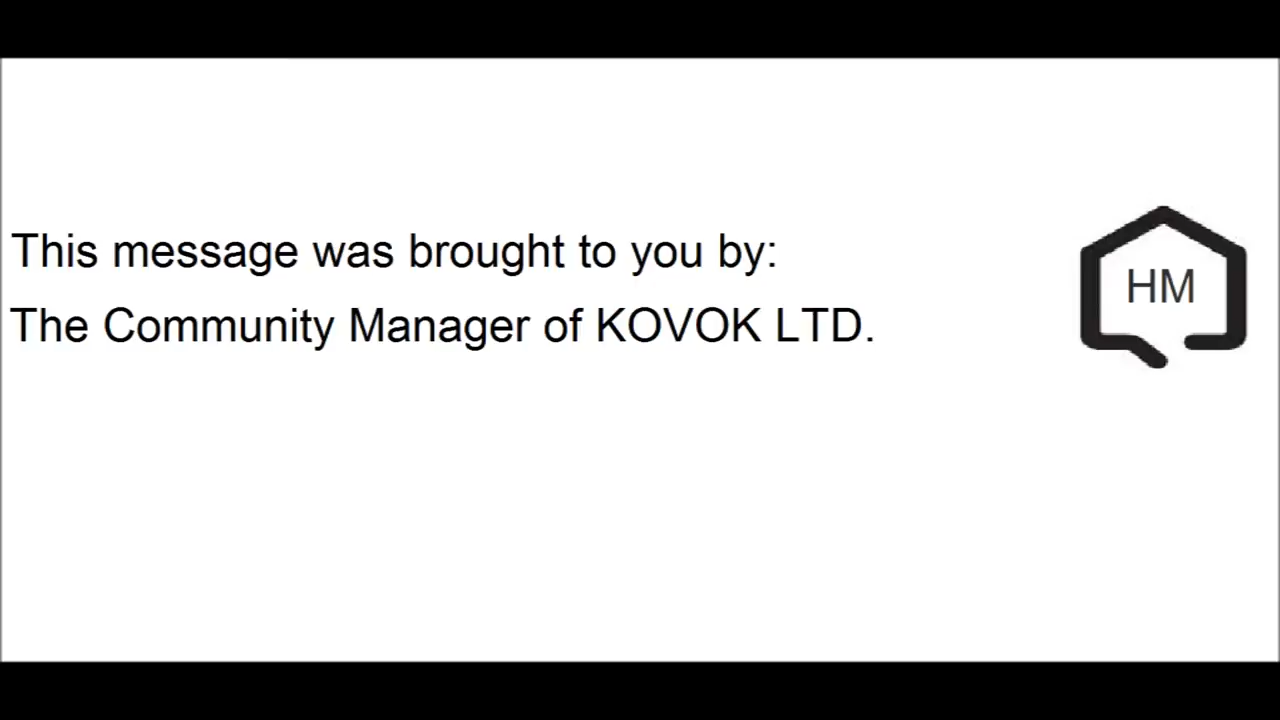 This message was brought to you by:
The Community Manager of KOVOK LTD.
HM